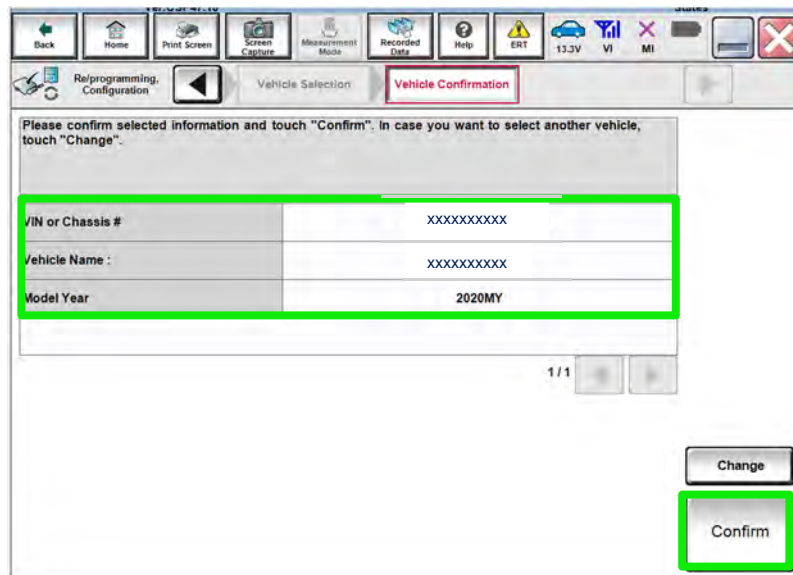 Back
Home
Print Screen
Screen Capture
Measurement Mode
Recorded Data
Help
ERT
13.3V
VI
MI
Re/programming, Configuration
Vehicle Selection
Vehicle Confirmation
Please confirm selected information and touch "Confirm". In case you want to select another vehicle,
touch "Change".
VIN or Chassis # XXXXXXXXXX
Vehicle Name : XXXXXXXXXX
Model Year 2020MY
1/1
Change
Confirm